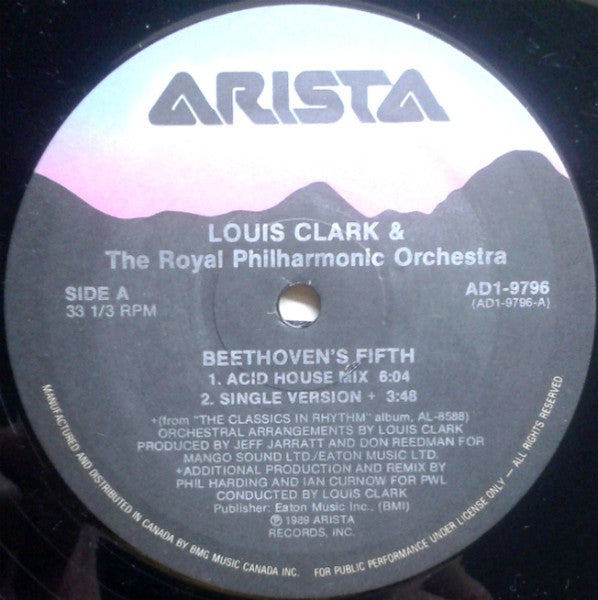 ARISTA
LOUIS CLARK &
The Royal Philharmonic Orchestra
SIDE A
33 1/3 RPM
AD1-9796
(AD1-9796-A)
BEETHOVEN'S FIFTH
1. ACID HOUSE MIX 6:04
2. SINGLE VERSION + 3:48
+(from "THE CLASSICS IN RHYTHM" album, AL-8588)
ORCHESTRAL ARRANGEMENTS BY LOUIS CLARK
PRODUCED BY JEFF JARRATT AND DON REEDMAN FOR
MANGO SOUND LTD./EATON MUSIC LTD.
+ADDITIONAL PRODUCTION AND REMIX BY
PHIL HARDING AND IAN CURNOW FOR PWL
CONDUCTED BY LOUIS CLARK
Publisher: Eaton Music Inc., (BMI)
℗ 1989 ARISTA
RECORDS, INC.
MANUFACTURED AND DISTRIBUTED IN CANADA BY BMG MUSIC CANADA INC. FOR PUBLIC PERFORMANCE UNDER LICENSE ONLY — ALL RIGHTS RESERVED